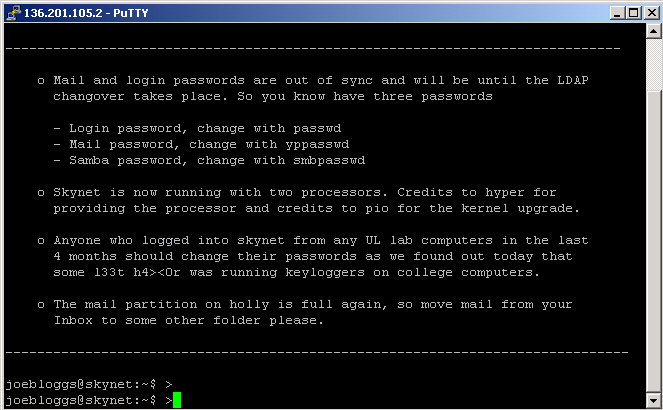 136.201.105.2 - PuTTY
--------------------------------------------------------------------------------
o Mail and login passwords are out of sync and will be until the LDAP
changover takes place. So you know have three passwords
- Login password, change with passwd
- Mail password, change with yppasswd
- Samba password, change with smbpasswd
o Skynet is now running with two processors. Credits to hyper for
providing the processor and credits to pio for the kernel upgrade.
o Anyone who logged into skynet from any UL lab computers in the last
4 months should change their passwords as we found out today that
some l33t h4><0r was running keyloggers on college computers.
o The mail partition on holly is full again, so move mail from your
Inbox to some other folder please.
--------------------------------------------------------------------------------
joebloggs@skynet:~$ >
joebloggs@skynet:~$ >